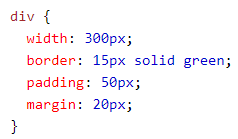 div {
  width: 300px;
  border: 15px solid green;
  padding: 50px;
  margin: 20px;
}